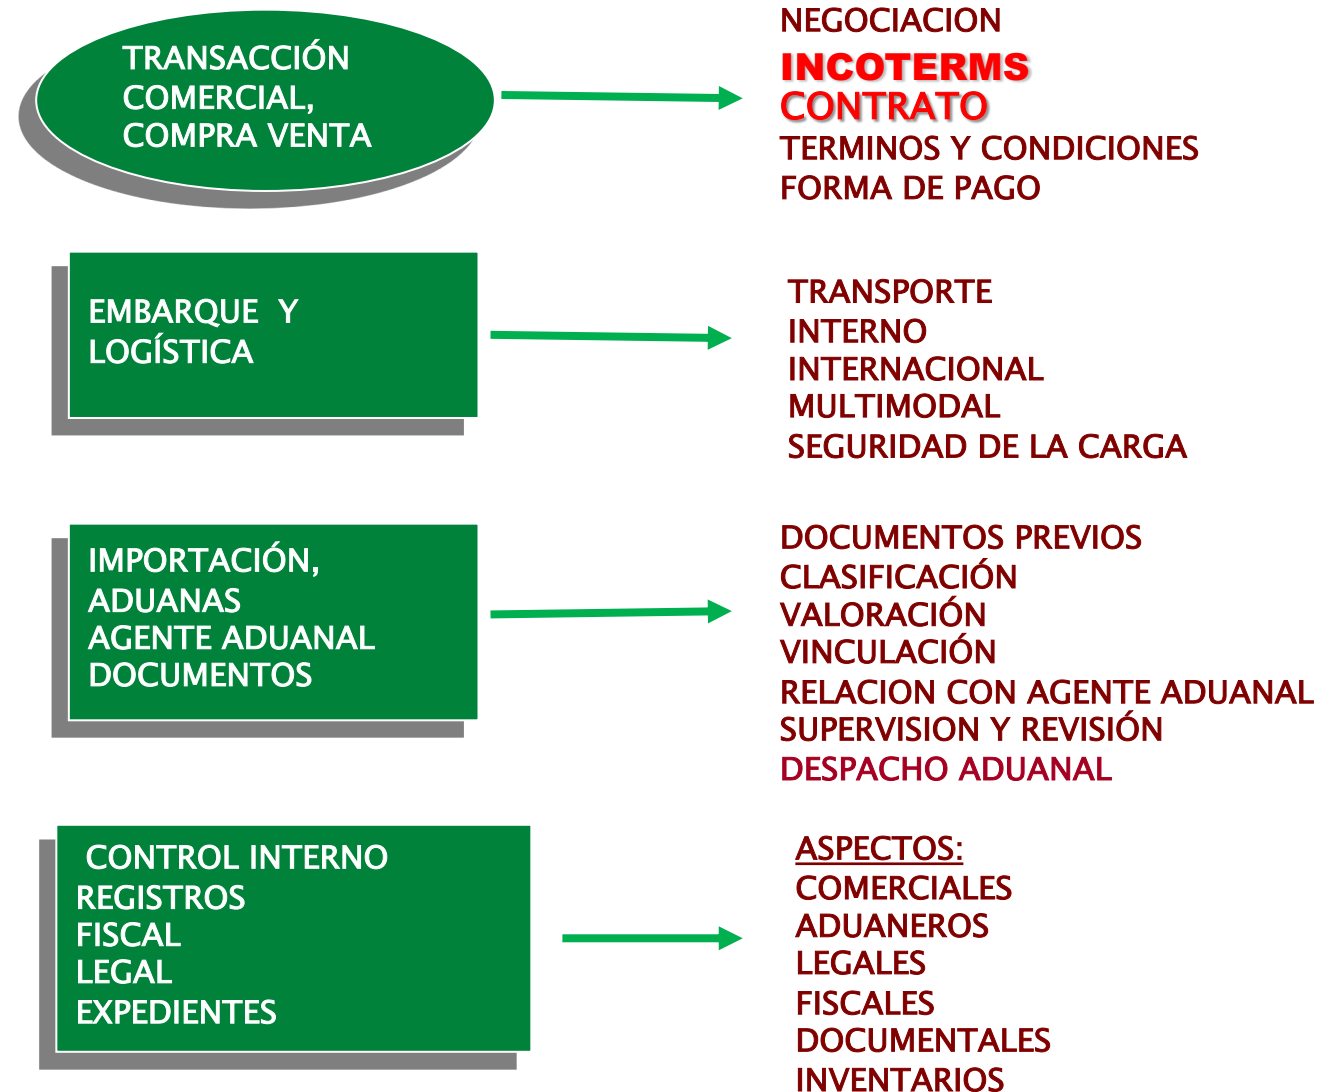 TRANSACCIÓN
COMERCIAL,
COMPRA VENTA
NEGOCIACION
INCOTERMS
CONTRATO
TERMINOS Y CONDICIONES
FORMA DE PAGO
EMBARQUE Y
LOGÍSTICA
TRANSPORTE
INTERNO
INTERNACIONAL
MULTIMODAL
SEGURIDAD DE LA CARGA
IMPORTACIÓN,
ADUANAS
AGENTE ADUANAL
DOCUMENTOS
DOCUMENTOS PREVIOS
CLASIFICACIÓN
VALORACIÓN
VINCULACIÓN
RELACION CON AGENTE ADUANAL
SUPERVISION Y REVISIÓN
DESPACHO ADUANAL
CONTROL INTERNO
REGISTROS
FISCAL
LEGAL
EXPEDIENTES
ASPECTOS:
COMERCIALES
ADUANEROS
LEGALES
FISCALES
DOCUMENTALES
INVENTARIOS